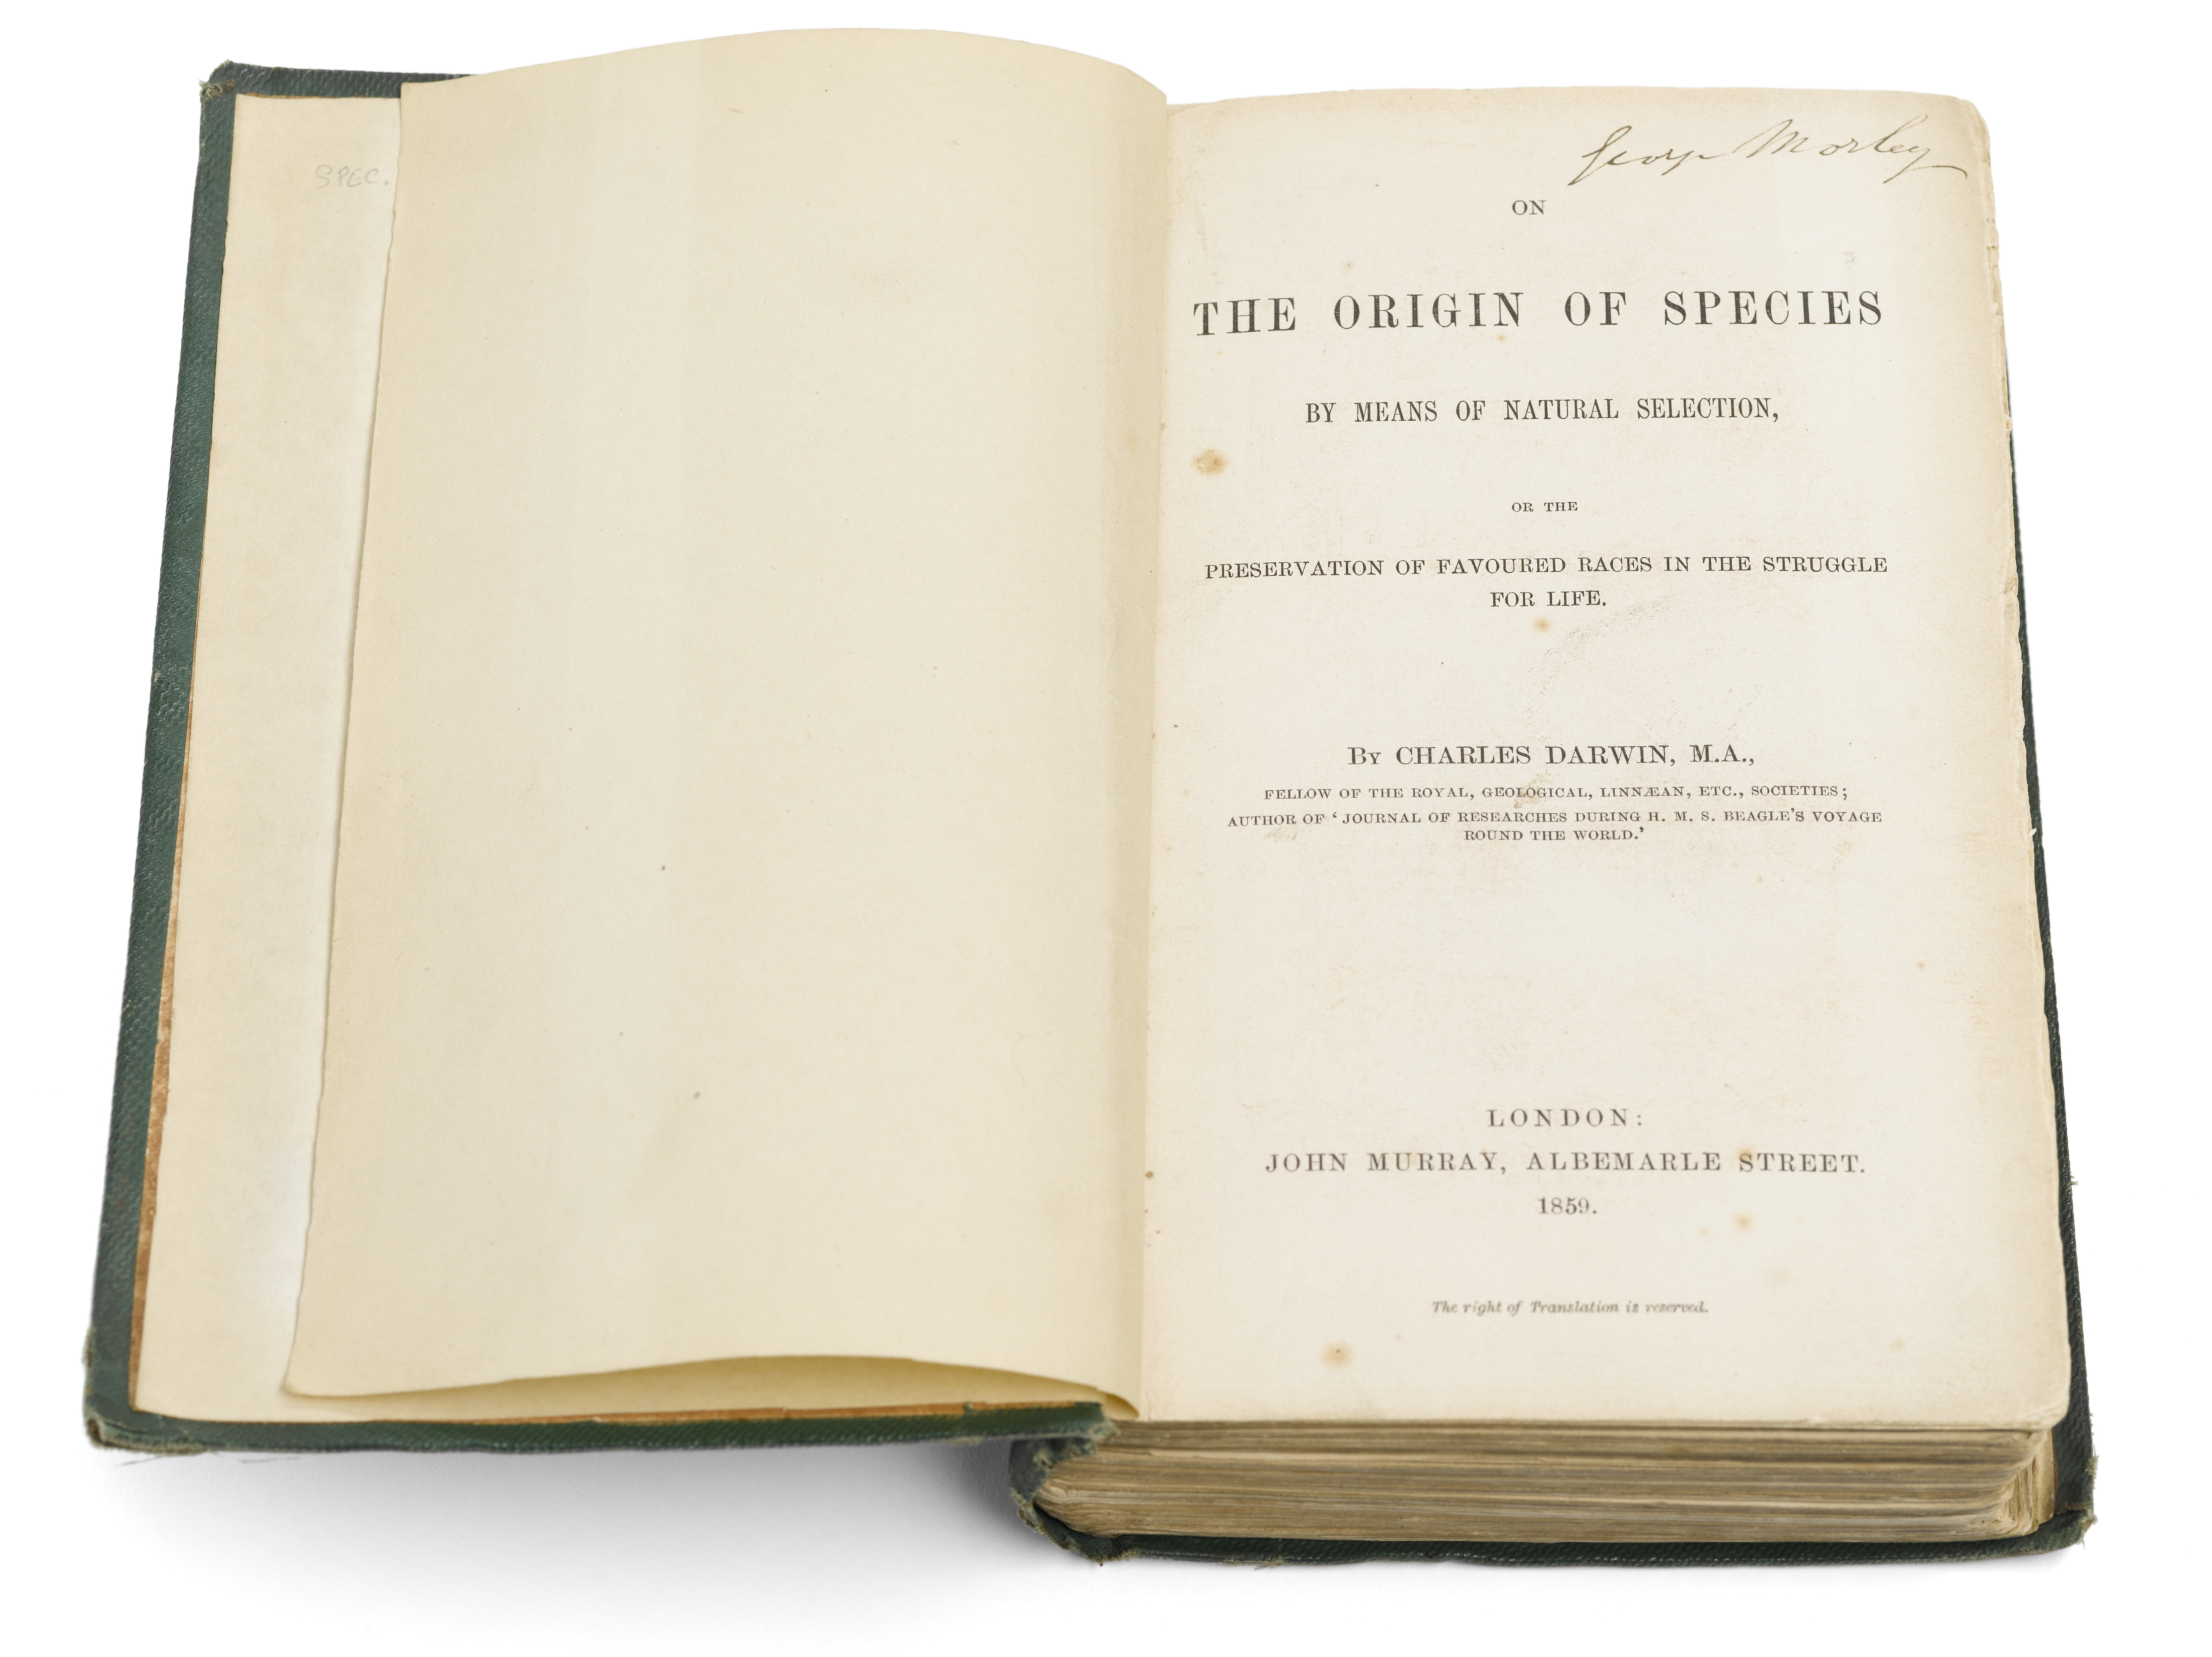 SPEC.
George Morley
ON
THE ORIGIN OF SPECIES
BY MEANS OF NATURAL SELECTION,
OR THE
PRESERVATION OF FAVOURED RACES IN THE STRUGGLE
FOR LIFE.
By CHARLES DARWIN, M.A.,
FELLOW OF THE ROYAL, GEOLOGICAL, LINNÆAN, ETC., SOCIETIES;
AUTHOR OF ‘JOURNAL OF RESEARCHES DURING H. M. S. BEAGLE’S VOYAGE
ROUND THE WORLD.’
LONDON:
JOHN MURRAY, ALBEMARLE STREET.
1859.
The right of Translation is reserved.